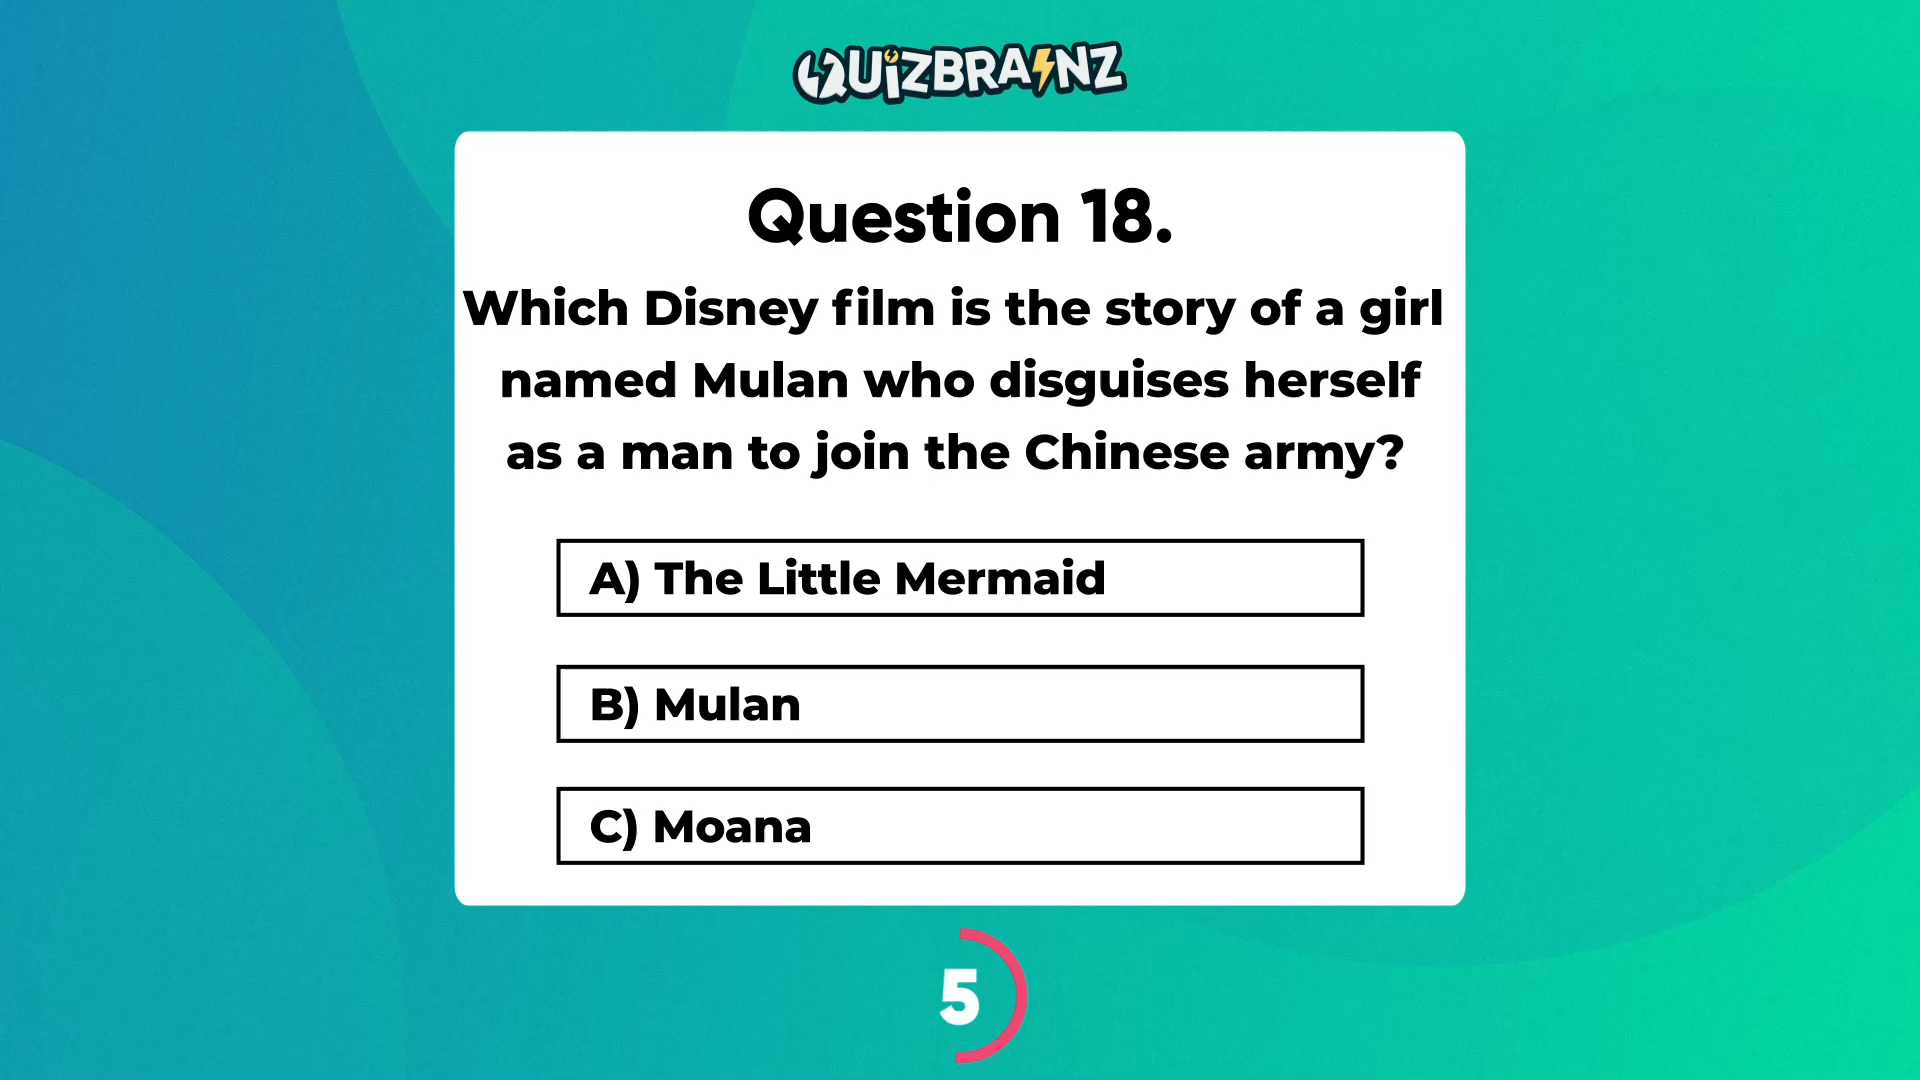 QUiZBRAiNZ
Question 18.
Which Disney film is the story of a girl
named Mulan who disguises herself
as a man to join the Chinese army?
A) The Little Mermaid
B) Mulan
C) Moana
5